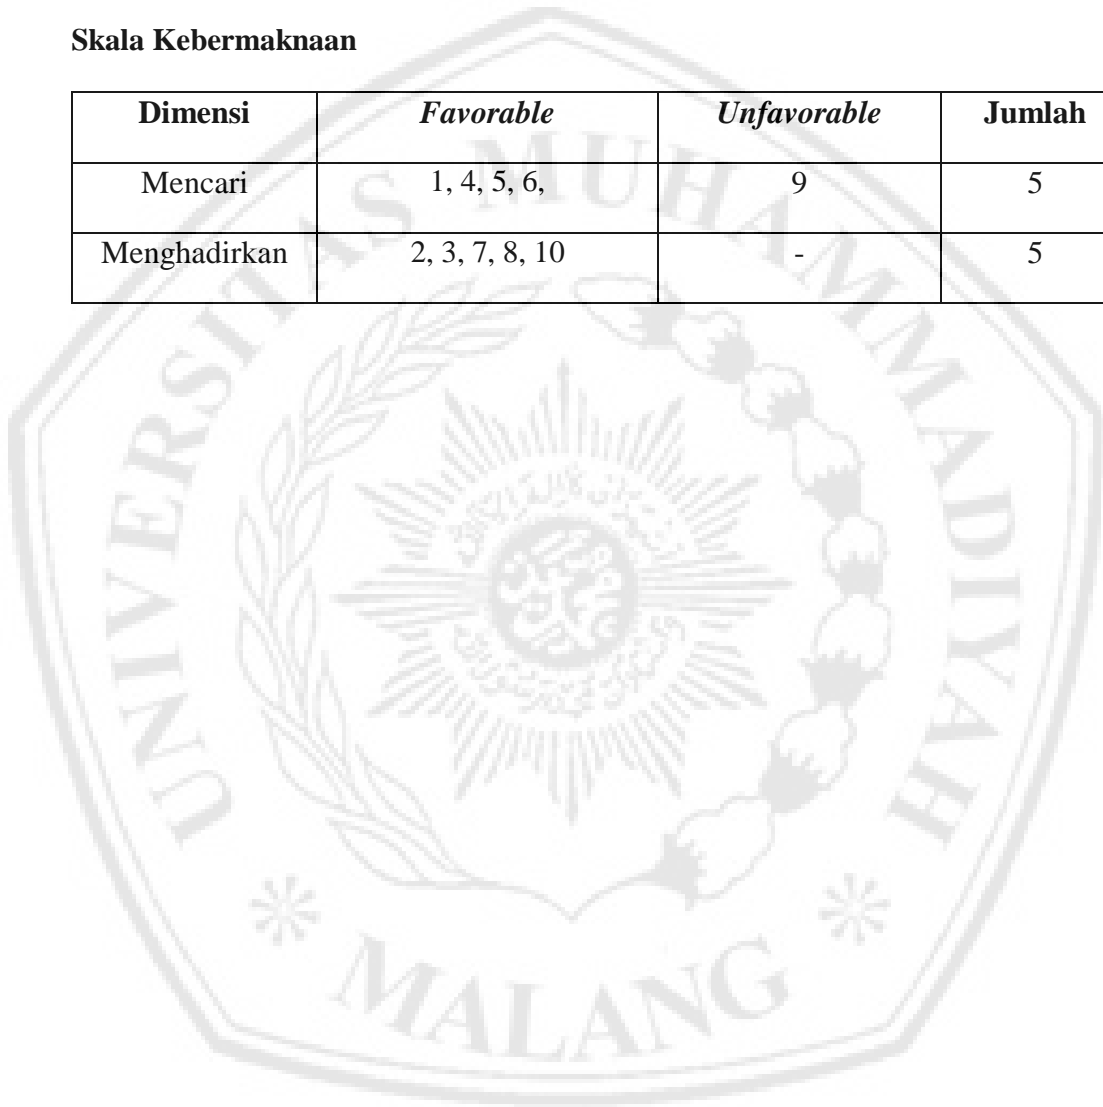 Skala Kebermaknaan
Dimensi Favorable Unfavorable Jumlah
Mencari 1, 4, 5, 6, 9 5
Menghadirkan 2, 3, 7, 8, 10 - 5
UNIVERSITAS MUHAMMADIYAH
MALANG